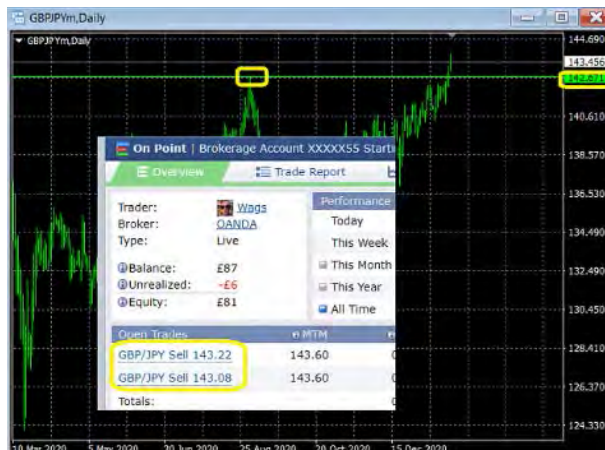 GBPJPYm,Daily
GBPJPYm,Daily
144.690
143.456
142.671
140.610
138.570
136.530
134.490
132.490
130.450
128.410
126.370
124.330
On Point | Brokerage Account XXXXX55 Starti
Overview
Trade Report
Trader: Wags
Broker: OANDA
Type: Live
Balance: £87
Unrealized: -£6
Equity: £81
Performance
Today
This Week
This Month
This Year
All Time
Open Trades MTM
GBP/JPY Sell 143.22 143.60
GBP/JPY Sell 143.08 143.60
Totals:
10 Mar 2020 5 May 2020 30 Jun 2020 25 Aug 2020 20 Oct 2020 15 Dec 2020